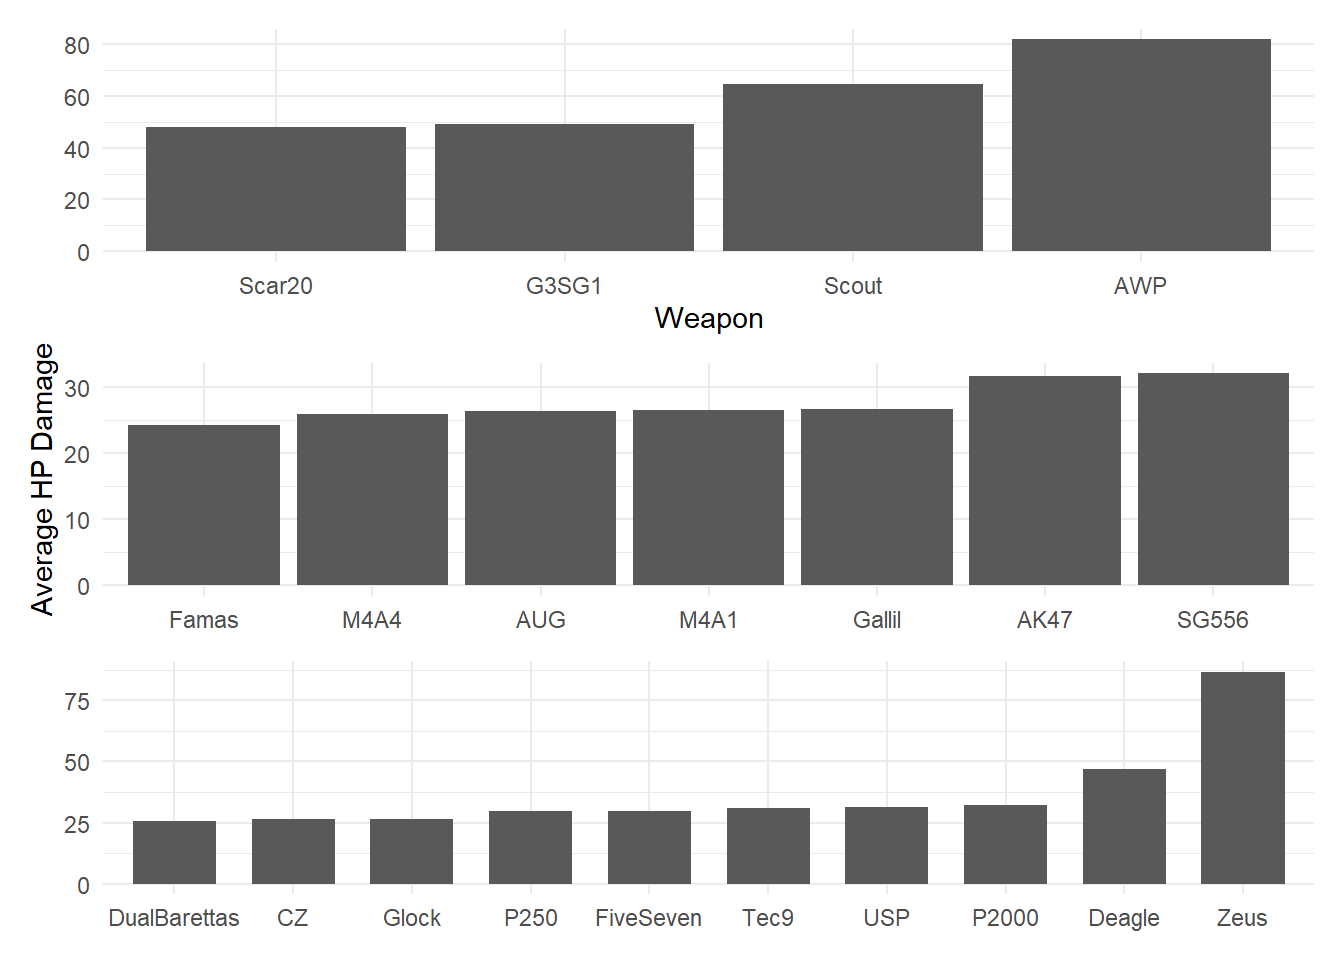 80
60
40
20
0
Scar20 G3SG1 Scout AWP
Weapon
Average HP Damage
30
20
10
0
Famas M4A4 AUG M4A1 Gallil AK47 SG556
75
50
25
0
DualBarettas CZ Glock P250 FiveSeven Tec9 USP P2000 Deagle Zeus